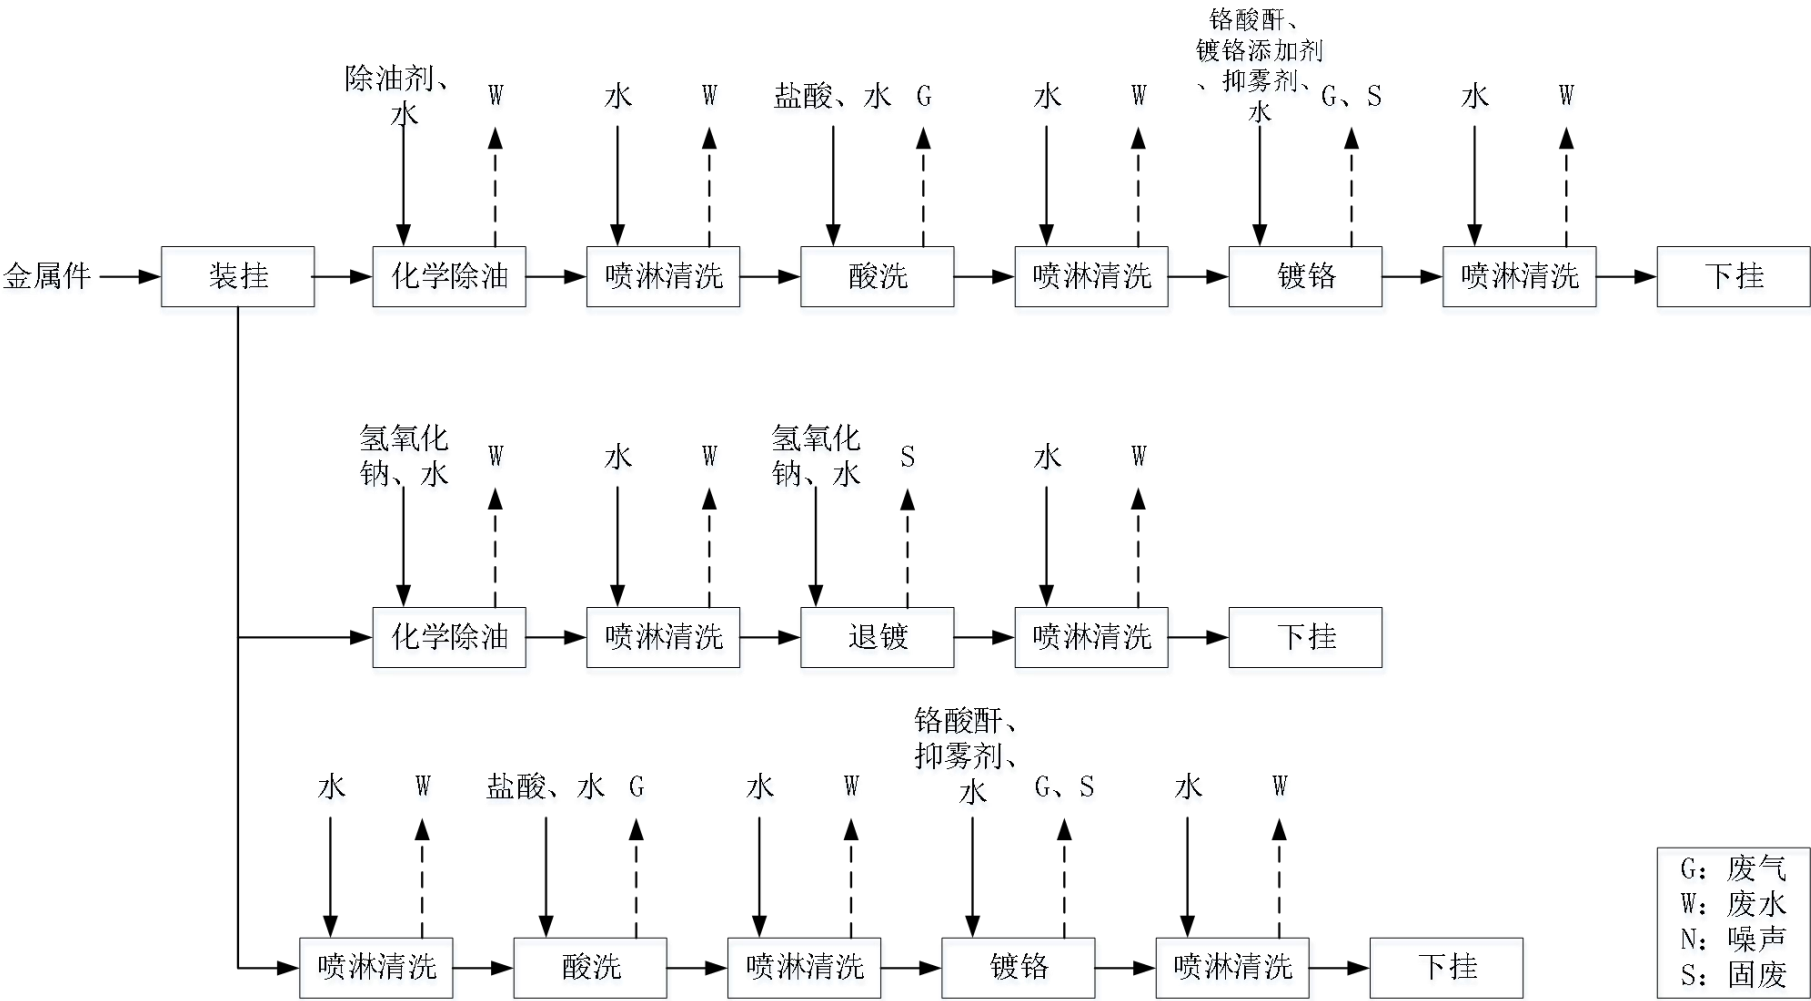 铬酸酐、
镀铬添加剂
、抑雾剂、
水
除油剂、
水
W
水
W
盐酸、水
G
水
W
G、S
水
W
金属件
装挂
化学除油
喷淋清洗
酸洗
喷淋清洗
镀铬
喷淋清洗
下挂
氢氧化
钠、水
W
水
W
氢氧化
钠、水
S
水
W
化学除油
喷淋清洗
退镀
喷淋清洗
下挂
铬酸酐、
抑雾剂、
水
水
W
盐酸、水
G
水
W
G、S
水
W
喷淋清洗
酸洗
喷淋清洗
镀铬
喷淋清洗
下挂
G：废气
W：废水
N：噪声
S：固废